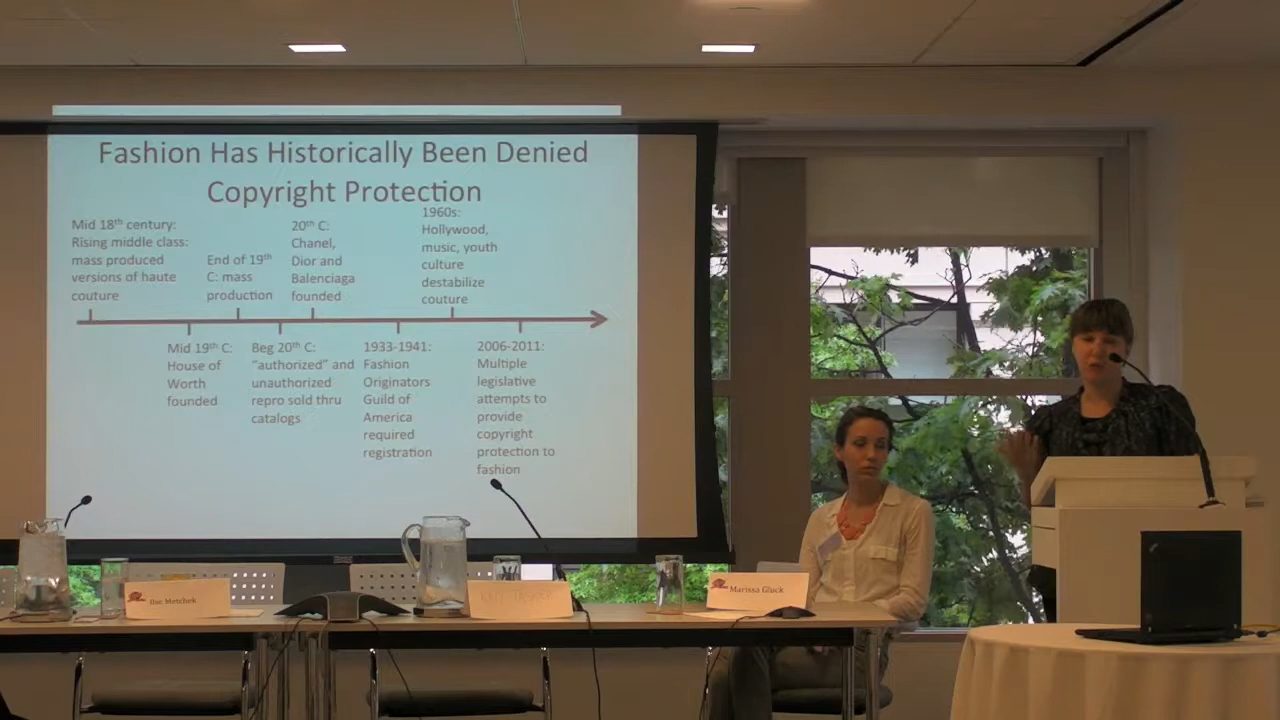 Fashion Has Historically Been Denied
Copyright Protection
Mid 18th century:
Rising middle class:
mass produced
versions of haute
couture
End of 19th
C: mass
production
20th C:
Chanel,
Dior and
Balenciaga
founded
1960s:
Hollywood,
music, youth
culture
destabilize
couture
Mid 19th C:
House of
Worth
founded
Beg 20th C:
"authorized" and
unauthorized
repro sold thru
catalogs
1933-1941:
Fashion
Originators
Guild of
America
required
registration
2006-2011:
Multiple
legislative
attempts to
provide
copyright
protection to
fashion
Ilse Metchek
Marissa Gluck